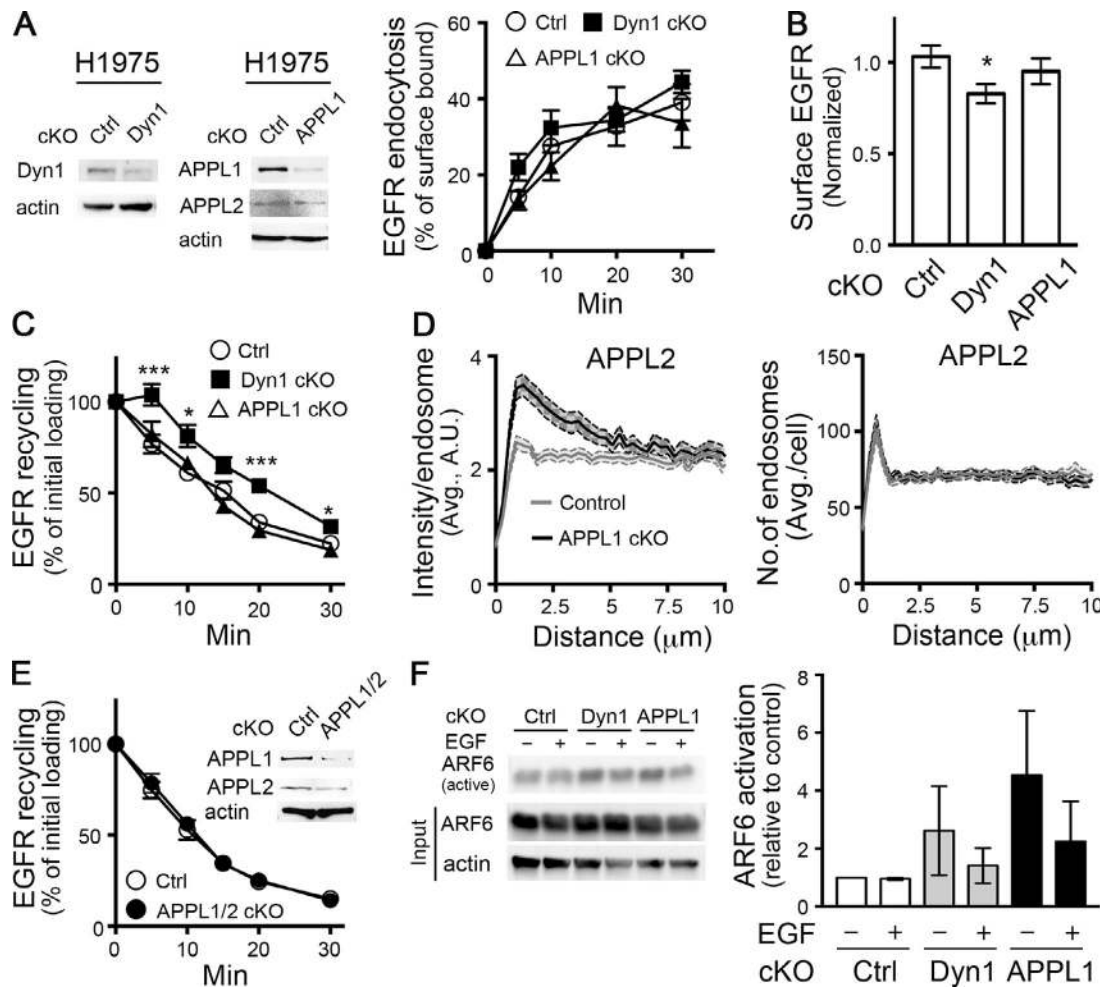 A
H1975
H1975
cKO Ctrl Dyn1
cKO Ctrl APPL1
Dyn1
actin
APPL1
APPL2
actin
EGFR endocytosis
(% of surface bound)
60
40
20
0
Ctrl
Dyn1 cKO
APPL1 cKO
0 10 20 30
Min
B
Surface EGFR
(Normalized)
1.0
0.0
*
cKO Ctrl Dyn1 APPL1
C
EGFR recycling
(% of initial loading)
100
50
0
Ctrl
Dyn1 cKO
APPL1 cKO
*** * *** *
0 10 20 30
Min
D
APPL2
Intensity/endosome
(Avg., A.U.)
4
2
0
Control
APPL1 cKO
0 2.5 5 7.5 10
Distance (μm)
APPL2
No. of endosomes
(Avg./cell)
150
100
50
0
0 2.5 5 7.5 10
Distance (μm)
E
EGFR recycling
(% of initial loading)
100
50
0
cKO Ctrl APPL1/2
APPL1
APPL2
actin
Ctrl
APPL1/2 cKO
0 10 20 30
Min
F
cKO Ctrl Dyn1 APPL1
EGF − + − + − +
ARF6
(active)
Input
ARF6
actin
ARF6 activation
(relative to control)
8
6
4
2
0
EGF − + − + − +
cKO Ctrl Dyn1 APPL1